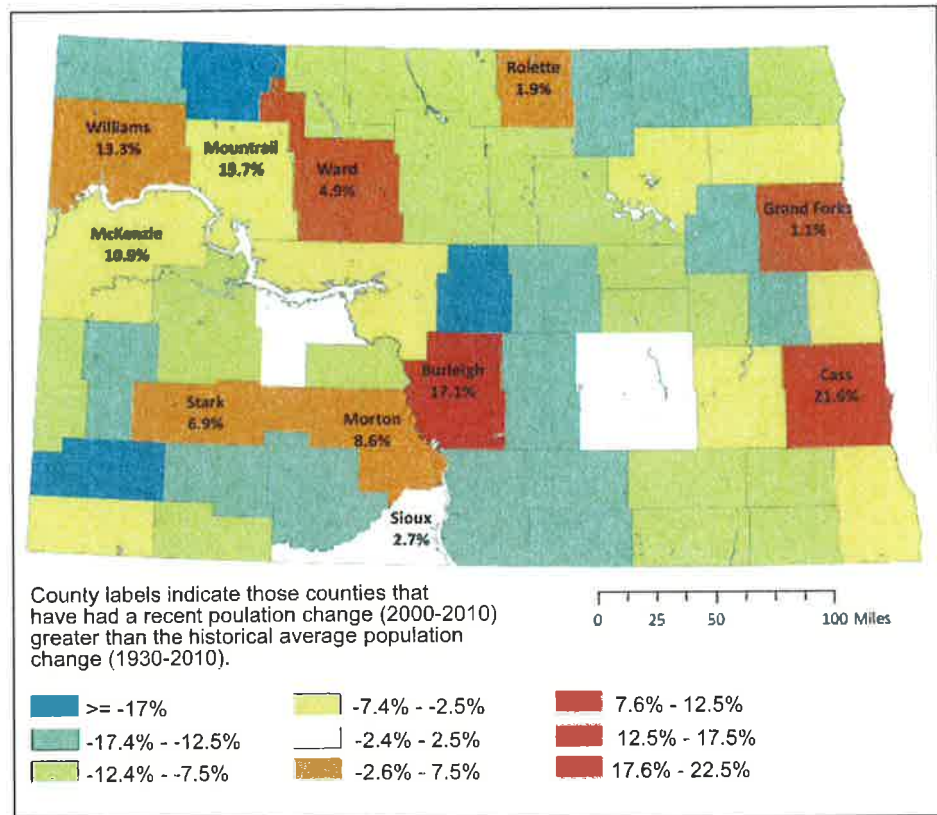 Rolette
1.9%
Williams
13.3%
Mountrail
13.7%
Ward
4.9%
Grand Forks
1.1%
McKenzie
10.9%
Burleigh
17.1%
Cass
21.6%
Stark
6.9%
Morton
8.6%
Sioux
2.7%
County labels indicate those counties that
have had a recent poulation change (2000-2010)
greater than the historical average population
change (1930-2010).
0 25 50 100 Miles
>= -17% -7.4% - -2.5% 7.6% - 12.5%
-17.4% - -12.5% -2.4% - 2.5% 12.5% - 17.5%
-12.4% - -7.5% -2.6% - 7.5% 17.6% - 22.5%